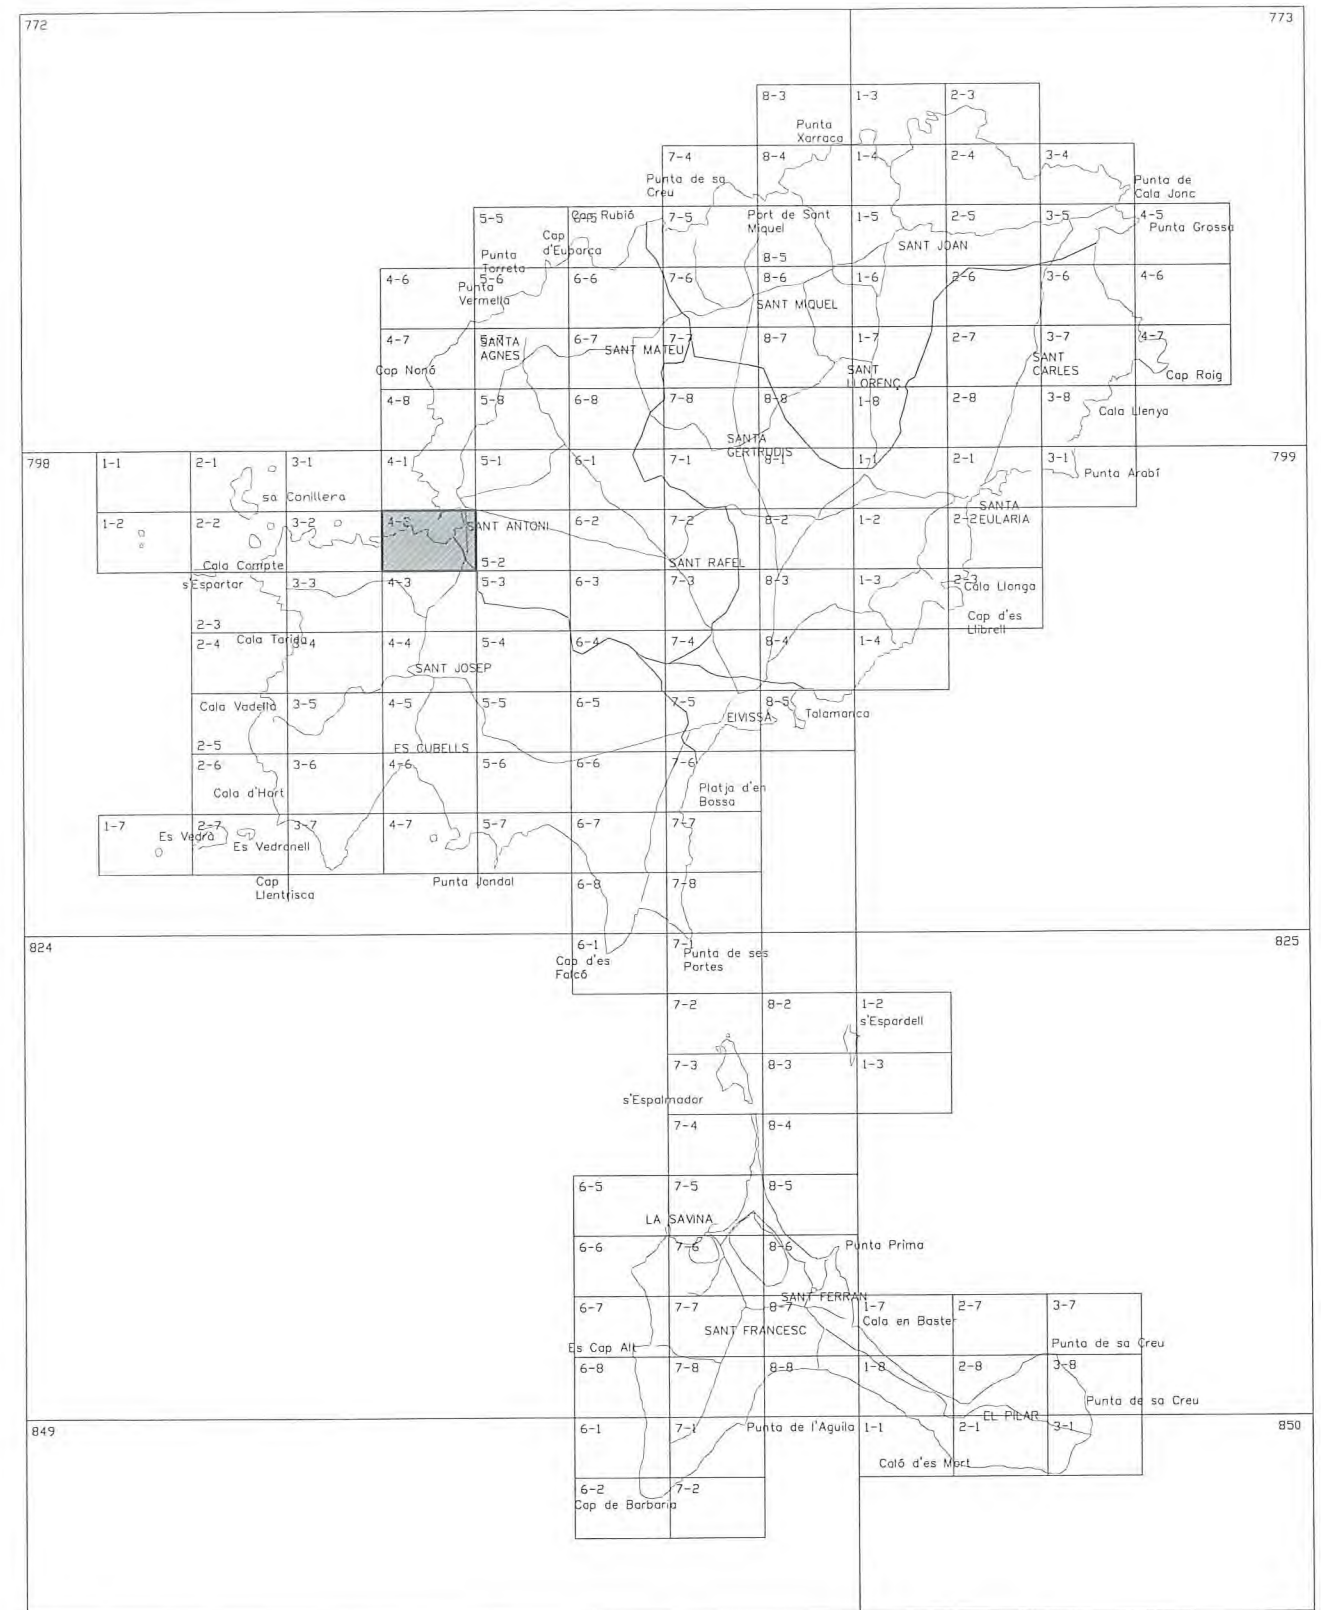 772
773
8-3
1-3
2-3
Punta
Xarraca
7-4
8-4
1-4
2-4
3-4
Punta de sa
Creu
Punta de
Cala Jonc
5-5
Cap Rubió
7-5
Port de Sant
Miquel
1-5
2-5
3-5
4-5
Punta Grossa
Cap
d'Eubarca
SANT JOAN
Punta
Torreta
8-5
4-6
5-6
6-6
7-6
8-6
1-6
2-6
3-6
4-6
Punta
Vermella
SANT MIQUEL
4-7
SANTA
AGNES
6-7
SANT MATEU
7-7
8-7
1-7
2-7
3-7
4-7
Cap Nonó
SANT
LLORENÇ
SANT
CARLES
Cap Roig
4-8
5-8
6-8
7-8
8-8
1-8
2-8
3-8
Cala Llenya
SANTA
GERTRUDIS
798
799
1-1
2-1
3-1
4-1
5-1
6-1
7-1
8-1
1-1
2-1
3-1
Punta Arabí
sa Conillera
SANTA
EULARIA
1-2
2-2
3-2
4-2
SANT ANTONI
6-2
7-2
8-2
1-2
2-2
Cala Compte
5-2
SANT RAFEL
s'Espartar
3-3
4-3
5-3
6-3
7-3
8-3
1-3
2-3
Cala Llonga
Cap d'es
Llibrell
2-3
2-4
Cala Tarida
3-4
4-4
5-4
6-4
7-4
8-4
1-4
SANT JOSEP
Cala Vadella
3-5
4-5
5-5
6-5
7-5
8-5
EIVISSA
Talamanca
2-5
ES CUBELLS
2-6
3-6
4-6
5-6
6-6
7-6
Cala d'Hort
Platja d'en
Bossa
1-7
2-7
3-7
4-7
5-7
6-7
7-7
Es Vedrà
Es Vedranell
Cap
Llentrisca
Punta Jondal
6-8
7-8
824
825
6-1
7-1
Cap d'es
Falcó
Punta de ses
Portes
7-2
8-2
1-2
s'Espardell
7-3
8-3
1-3
s'Espalmador
7-4
8-4
6-5
7-5
8-5
LA SAVINA
6-6
7-6
8-6
Punta Prima
SANT FERRAN
6-7
7-7
8-7
1-7
2-7
3-7
Cala en Baster
SANT FRANCESC
Es Cap Alt
Punta de sa Creu
6-8
7-8
8-8
1-8
2-8
3-8
Punta de sa Creu
EL PILAR
849
850
6-1
7-1
Punta de l'Aguila
1-1
2-1
3-1
Caló d'es Mort
6-2
7-2
Cap de Barbaria